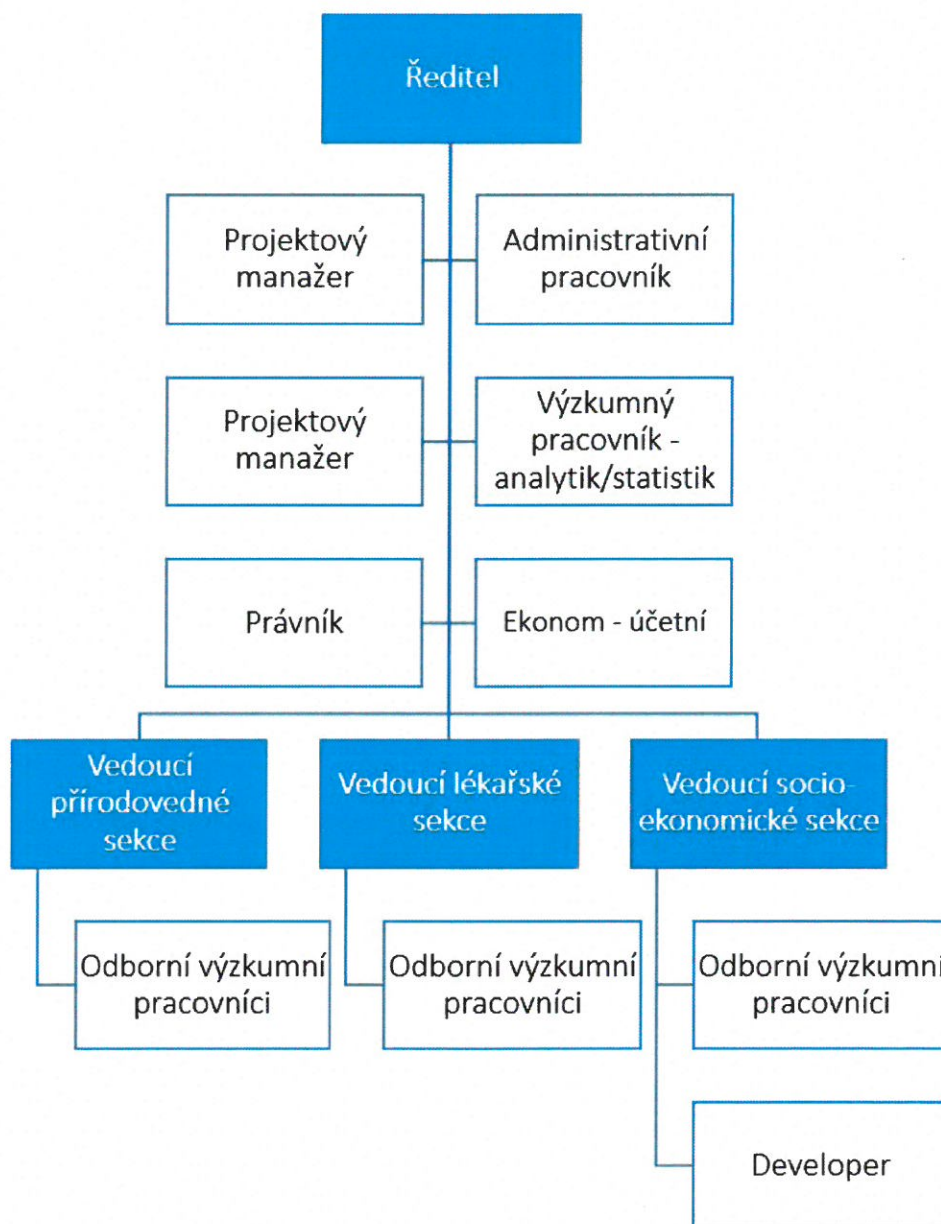 Ředitel
Projektový
manažer
Administrativní
pracovník
Projektový
manažer
Výzkumný
pracovník -
analytik/statistik
Právník
Ekonom - účetní
Vedoucí
přírodovedné
sekce
Vedoucí lékařské
sekce
Vedoucí socio-
ekonomické sekce
Odborní výzkumní
pracovníci
Odborní výzkumní
pracovníci
Odborní výzkumní
pracovníci
Developer